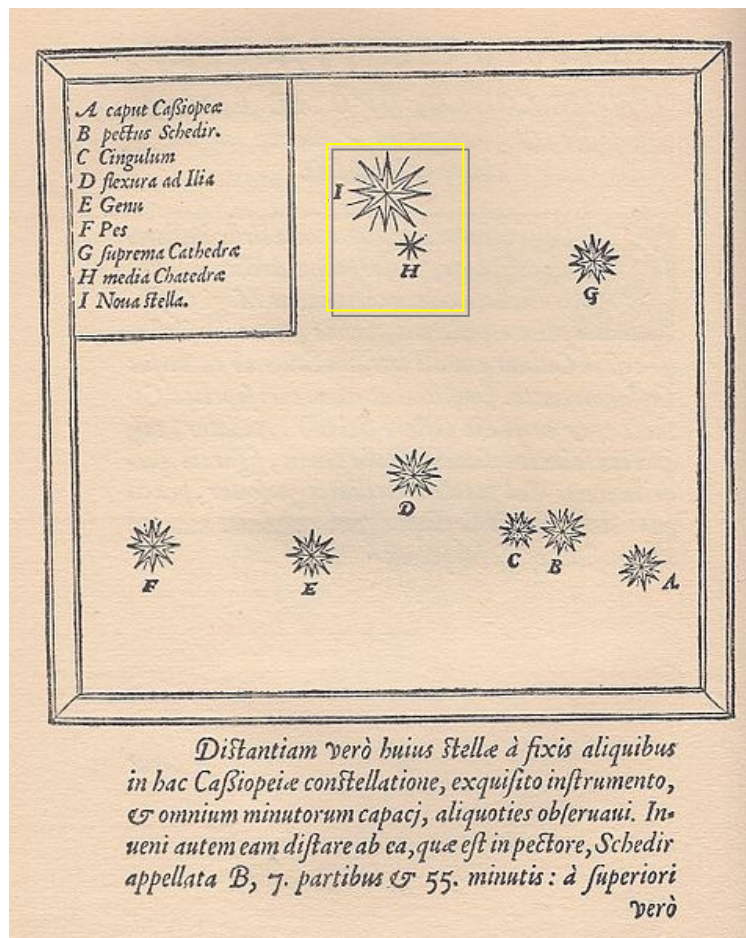 A caput Caßiopeæ
B pectus Schedir.
C Cingulum
D flexura ad Ilia
E Genu
F Pes
G ſuprema Cathedræ
H media Chatedræ
I Noua ſtella.
I
H
G
D
C
B
A
E
F
Diſtantiam verò huius ſtellæ à fixis aliquibus
in hac Caßiopeiæ conſtellatione, exquiſito inſtrumento,
& omnium minutorum capacj, aliquoties obſeruaui. In-
ueni autem eam diſtare ab ea, quæ eſt in pectore, Schedir
appellata B, 7. partibus & 55. minutis: à ſuperiori
verò